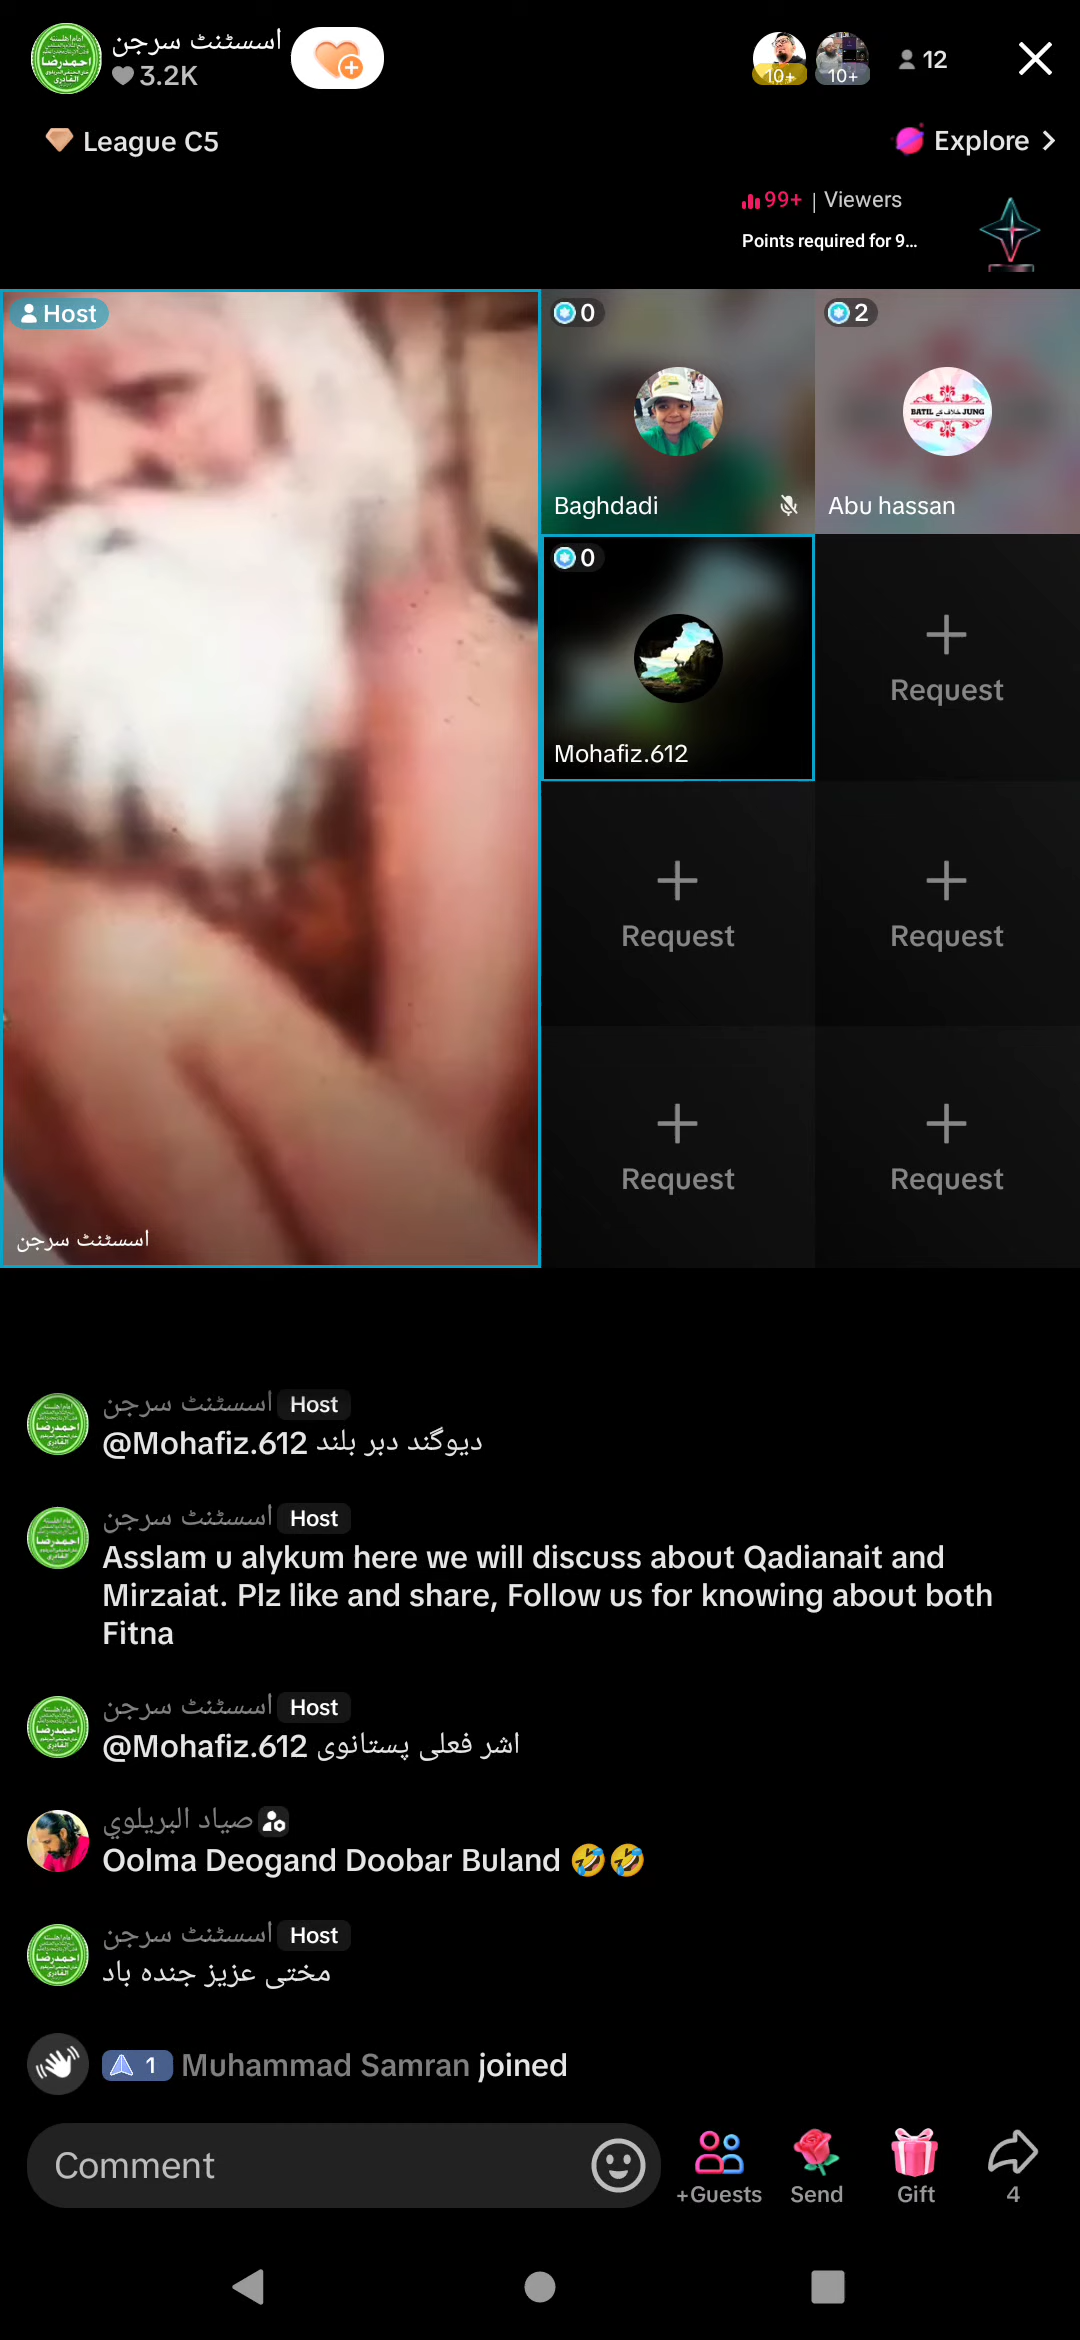 اسسٹنٹ سرجن
3.2K
10+
10+
12
League C5
Explore
99+ | Viewers
Points required for 9...
Host
0
2
BATIL خلاف کے JUNG
Baghdadi
Abu hassan
0
Mohafiz.612
Request
Request
Request
Request
Request
اسسٹنٹ سرجن
اسسٹنٹ سرجن Host
@Mohafiz.612 دیوگند دبر بلند
اسسٹنٹ سرجن Host
Asslam u alykum here we will discuss about Qadianait and
Mirzaiat. Plz like and share, Follow us for knowing about both
Fitna
اسسٹنٹ سرجن Host
@Mohafiz.612 اشر فعلی پستانوی
صياد البريلوي
Oolma Deogand Doobar Buland 🤣🤣
اسسٹنٹ سرجن Host
مختی عزیز جندہ باد
1 Muhammad Samran joined
Comment
+Guests
Send
Gift
4